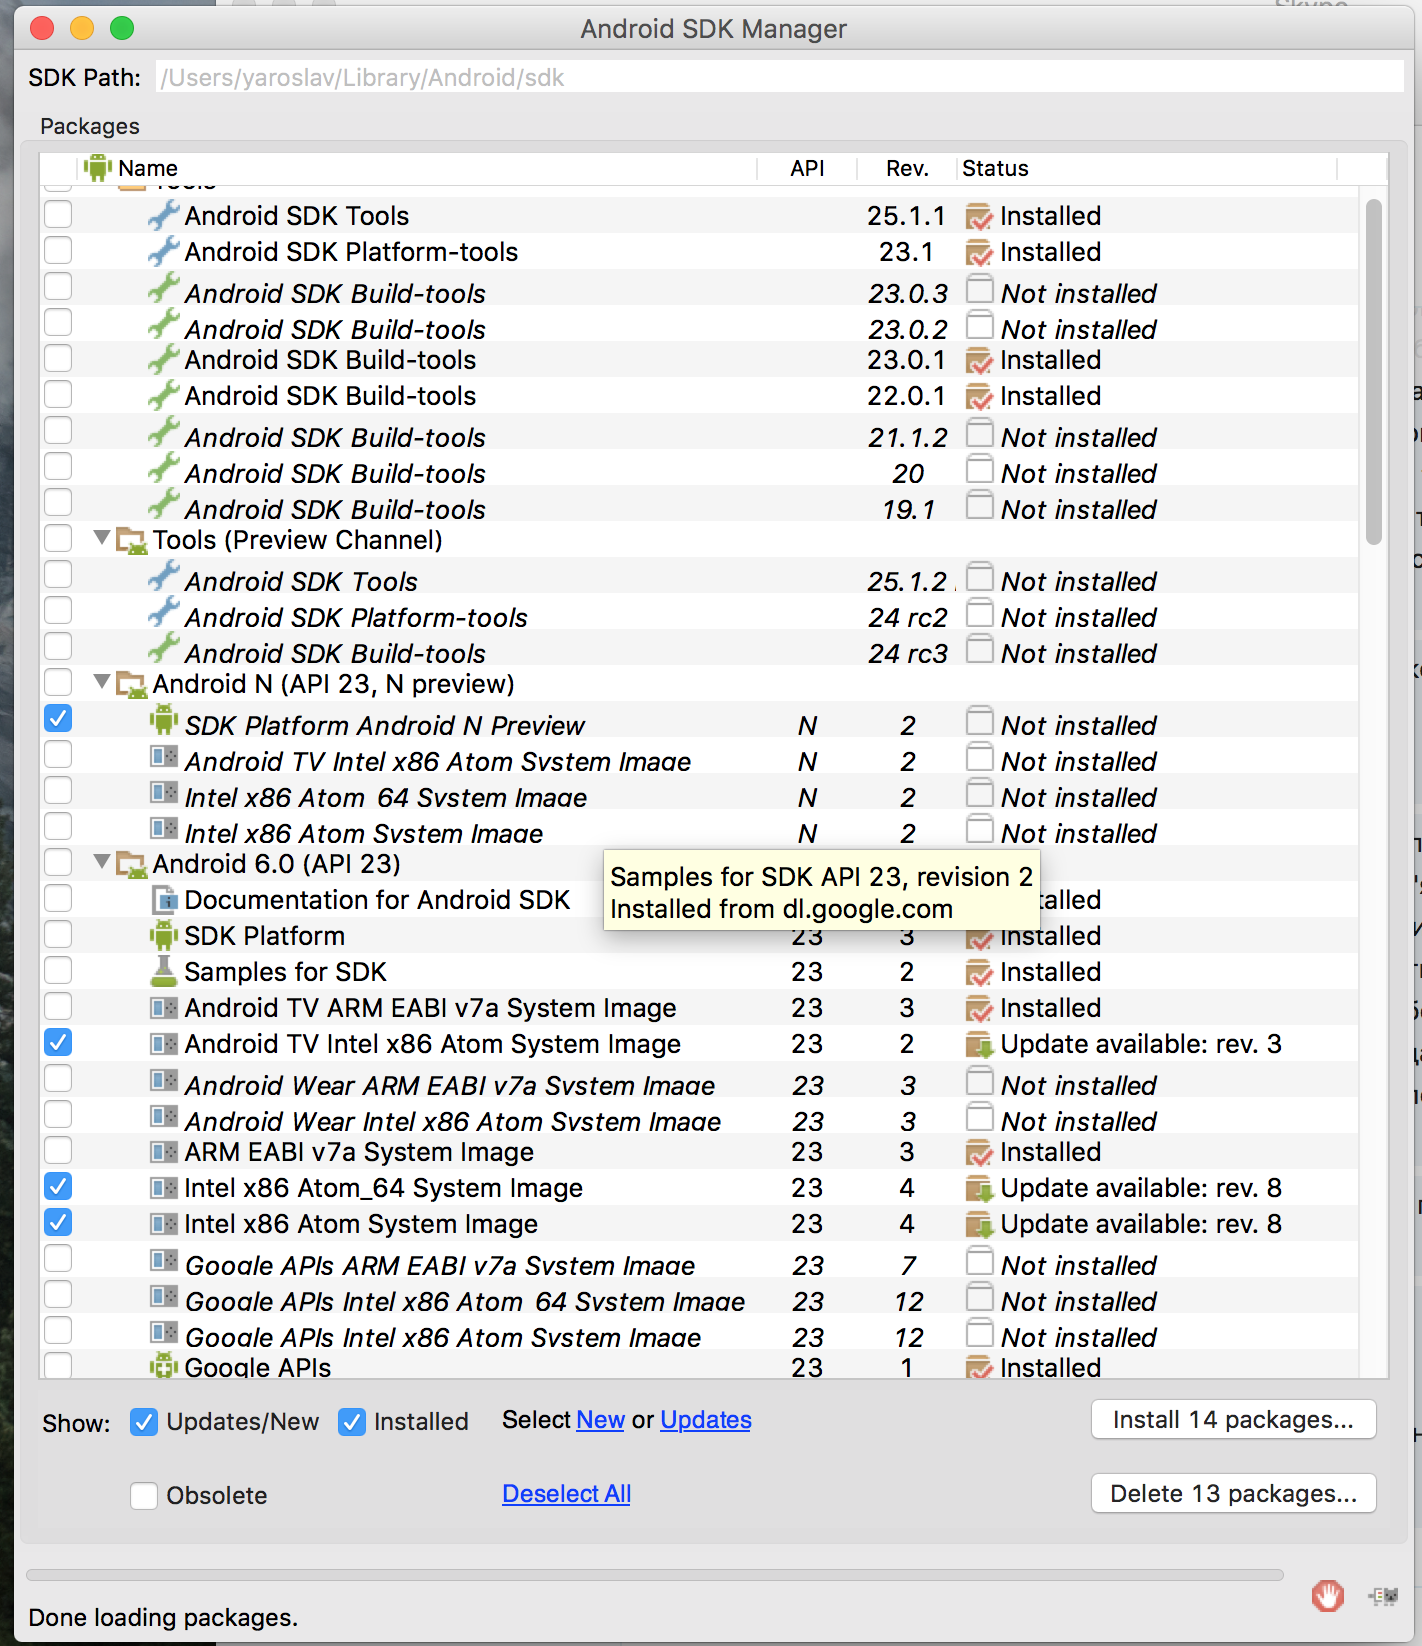 Android SDK Manager
SDK Path: /Users/yaroslav/Library/Android/sdk
Packages
Name API Rev. Status
Tools
Android SDK Tools 25.1.1 Installed
Android SDK Platform-tools 23.1 Installed
Android SDK Build-tools 23.0.3 Not installed
Android SDK Build-tools 23.0.2 Not installed
Android SDK Build-tools 23.0.1 Installed
Android SDK Build-tools 22.0.1 Installed
Android SDK Build-tools 21.1.2 Not installed
Android SDK Build-tools 20 Not installed
Android SDK Build-tools 19.1 Not installed
Tools (Preview Channel)
Android SDK Tools 25.1.2 Not installed
Android SDK Platform-tools 24 rc2 Not installed
Android SDK Build-tools 24 rc3 Not installed
Android N (API 23, N preview)
SDK Platform Android N Preview N 2 Not installed
Android TV Intel x86 Atom System Image N 2 Not installed
Intel x86 Atom_64 System Image N 2 Not installed
Intel x86 Atom System Image N 2 Not installed
Android 6.0 (API 23)
Samples for SDK API 23, revision 2
Installed from dl.google.com
Documentation for Android SDK
SDK Platform 23 3 Installed
Samples for SDK 23 2 Installed
Android TV ARM EABI v7a System Image 23 3 Installed
Android TV Intel x86 Atom System Image 23 2 Update available: rev. 3
Android Wear ARM EABI v7a System Image 23 3 Not installed
Android Wear Intel x86 Atom System Image 23 3 Not installed
ARM EABI v7a System Image 23 3 Installed
Intel x86 Atom_64 System Image 23 4 Update available: rev. 8
Intel x86 Atom System Image 23 4 Update available: rev. 8
Google APIs ARM EABI v7a System Image 23 7 Not installed
Google APIs Intel x86 Atom_64 System Image 23 12 Not installed
Google APIs Intel x86 Atom System Image 23 12 Not installed
Google APIs 23 1 Installed
Show: Updates/New Installed Select New or Updates Install 14 packages...
Obsolete Deselect All Delete 13 packages...
Done loading packages.